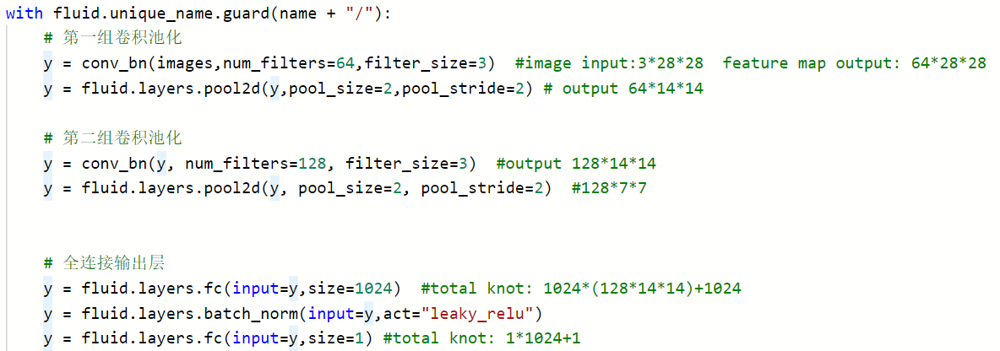 with fluid.unique_name.guard(name + "/"):
    # 第一组卷积池化
    y = conv_bn(images,num_filters=64,filter_size=3)  #image input:3*28*28  feature map output: 64*28*28
    y = fluid.layers.pool2d(y,pool_size=2,pool_stride=2) # output 64*14*14
    # 第二组卷积池化
    y = conv_bn(y, num_filters=128, filter_size=3)  #output 128*14*14
    y = fluid.layers.pool2d(y, pool_size=2, pool_stride=2)  #128*7*7
    # 全连接输出层
    y = fluid.layers.fc(input=y,size=1024)  #total knot: 1024*(128*14*14)+1024
    y = fluid.layers.batch_norm(input=y,act="leaky_relu")
    y = fluid.layers.fc(input=y,size=1) #total knot: 1*1024+1